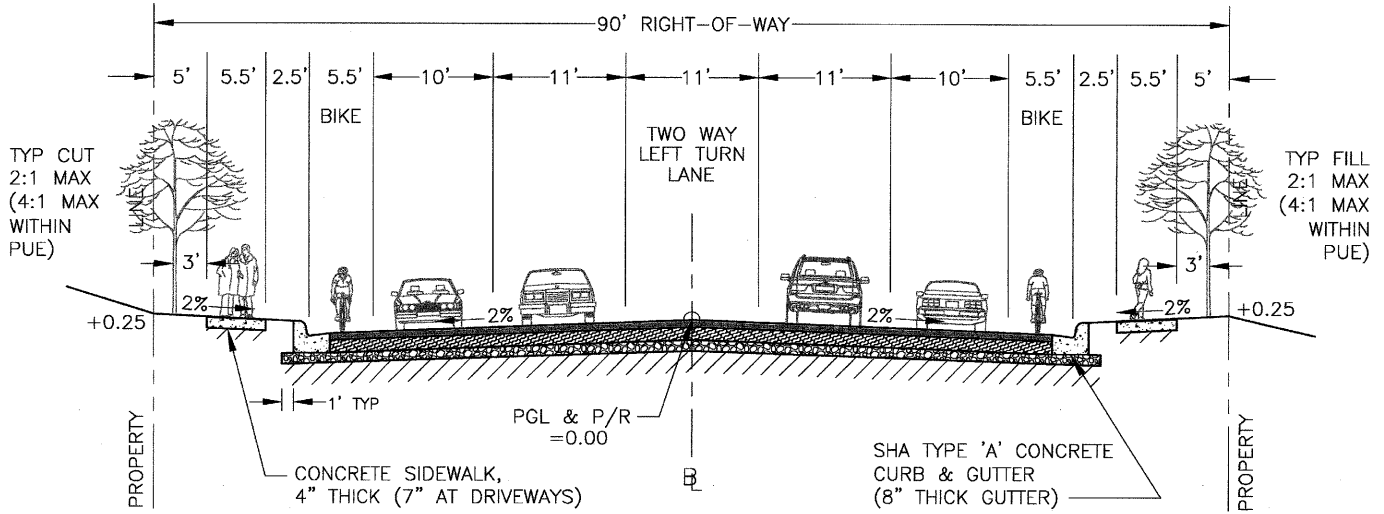 90' RIGHT-OF-WAY
5' 5.5' 2.5' 5.5' 10' 11' 11' 11' 10' 5.5' 2.5' 5.5' 5'
BIKE
BIKE
TWO WAY
LEFT TURN
LANE
TYP CUT
2:1 MAX
(4:1 MAX
WITHIN
PUE)
TYP FILL
2:1 MAX
(4:1 MAX
WITHIN
PUE)
LINE
LINE
3'
3'
2%
2%
2%
2%
+0.25
+0.25
1' TYP
PGL & P/R
=0.00
PROPERTY
PROPERTY
CONCRETE SIDEWALK,
4" THICK (7" AT DRIVEWAYS)
BL
SHA TYPE 'A' CONCRETE
CURB & GUTTER
(8" THICK GUTTER)